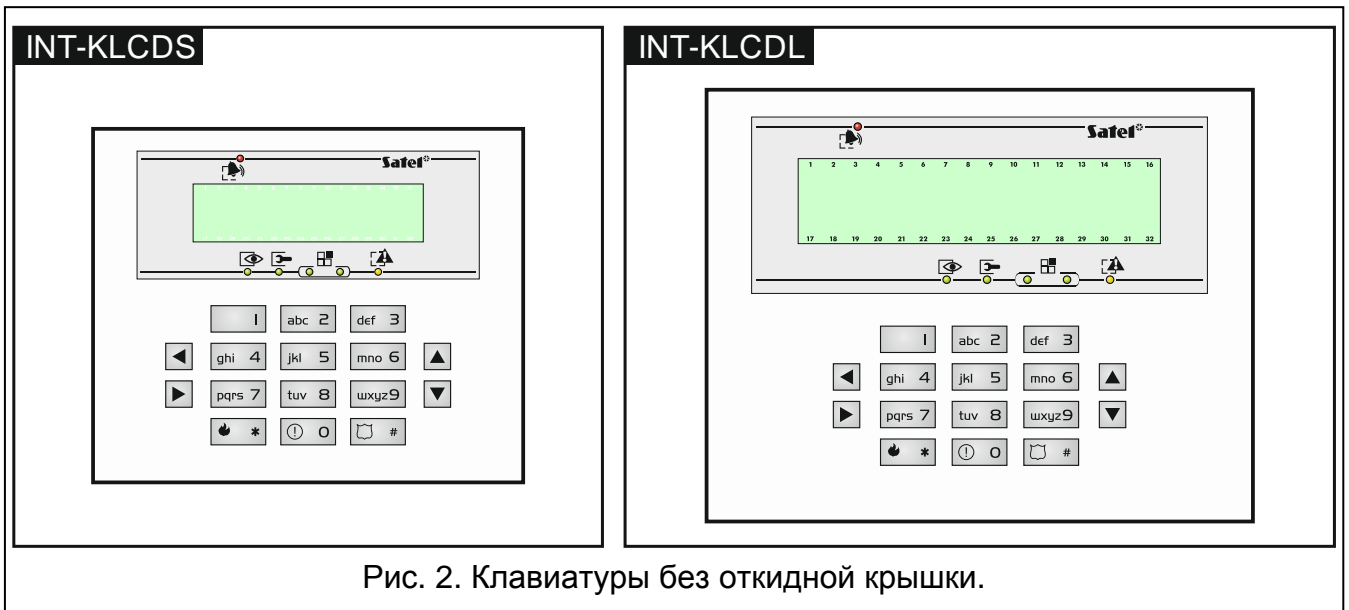 INT-KLCDS
Satel
1
abc 2
def 3
ghi 4
jkl 5
mno 6
pqrs 7
tuv 8
wxyz9
*
0
#
INT-KLCDL
Satel
1 2 3 4 5 6 7 8 9 10 11 12 13 14 15 16
17 18 19 20 21 22 23 24 25 26 27 28 29 30 31 32
1
abc 2
def 3
ghi 4
jkl 5
mno 6
pqrs 7
tuv 8
wxyz9
*
0
#
Рис. 2. Клавиатуры без откидной крышки.